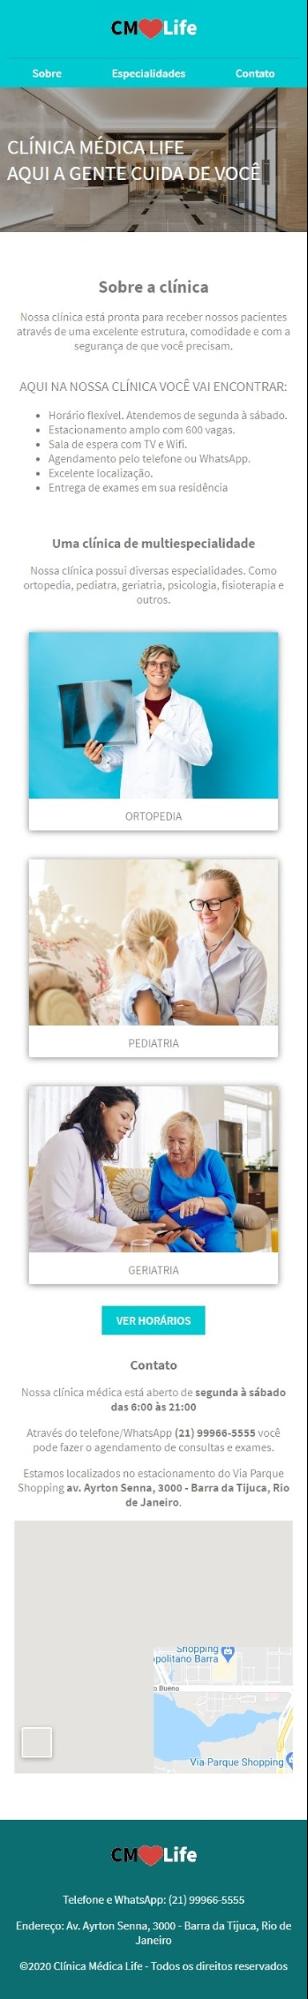 CM Life
Sobre Especialidades Contato
CLÍNICA MÉDICA LIFE
AQUI A GENTE CUIDA DE VOCÊ
Sobre a clínica
Nossa clínica está pronta para receber nossos pacientes
através de uma excelente estrutura, comodidade e com a
segurança de que você precisam.
AQUI NA NOSSA CLÍNICA VOCÊ VAI ENCONTRAR:
• Horário flexível. Atendemos de segunda à sábado.
• Estacionamento amplo com 600 vagas.
• Sala de espera com TV e Wifi.
• Agendamento pelo telefone ou WhatsApp.
• Excelente localização.
• Entrega de exames em sua residência
Uma clínica de multiespecialidade
Nossa clínica possui diversas especialidades. Como
ortopedia, pediatra, geriatria, psicologia, fisioterapia e
outros.
ORTOPEDIA
PEDIATRIA
GERIATRIA
VER HORÁRIOS
Contato
Nossa clínica médica está aberto de segunda à sábado
das 6:00 às 21:00
Através do telefone/WhatsApp (21) 99966-5555 você
pode fazer o agendamento de consultas e exames.
Estamos localizados no estacionamento do Via Parque
Shopping av. Ayrton Senna, 3000 - Barra da Tijuca, Rio
de Janeiro.
Shopping
opolitano Barra
o Bueno
Via Parque Shopping
CM Life
Telefone e WhatsApp: (21) 99966-5555
Endereço: Av. Ayrton Senna, 3000 - Barra da Tijuca, Rio de
Janeiro
©2020 Clínica Médica Life - Todos os direitos reservados